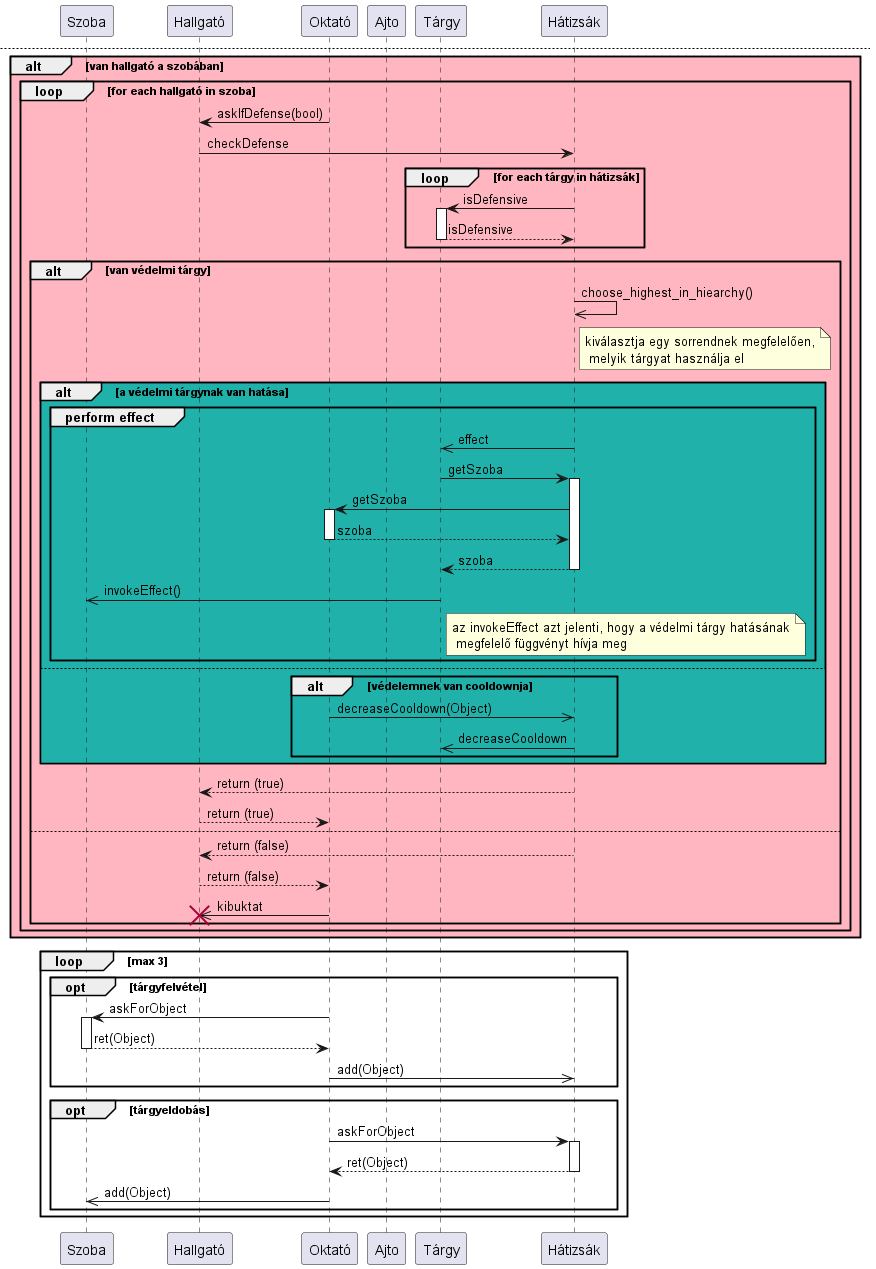 Szoba Hallgató Oktató Ajto Tárgy Hátizsák
alt [van hallgató a szobában]
loop [for each hallgató in szoba]
askIfDefense(bool)
checkDefense
loop [for each tárgy in hátizsák]
isDefensive
isDefensive
alt [van védelmi tárgy]
choose_highest_in_hiearchy()
kiválasztja egy sorrendnek megfelelően,
melyik tárgyat használja el
alt [a védelmi tárgynak van hatása]
perform effect
effect
getSzoba
getSzoba
szoba
szoba
invokeEffect()
az invokeEffect azt jelenti, hogy a védelmi tárgy hatásának
megfelelő függvényt hívja meg
alt [védelemnek van cooldownja]
decreaseCooldown(Object)
decreaseCooldown
return (true)
return (true)
return (false)
return (false)
kibuktat
loop [max 3]
opt [tárgyfelvétel]
askForObject
ret(Object)
add(Object)
opt [tárgyeldobás]
askForObject
ret(Object)
add(Object)
Szoba Hallgató Oktató Ajto Tárgy Hátizsák